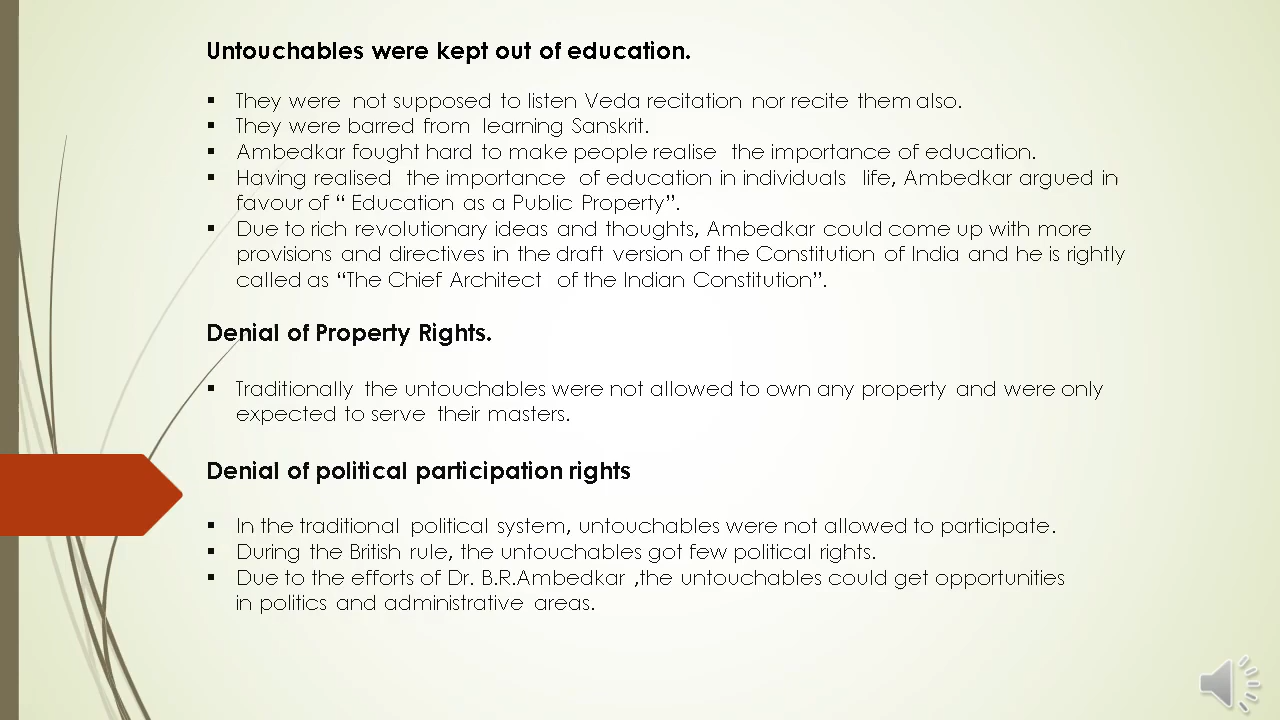 Untouchables were kept out of education.
▪ They were not supposed to listen Veda recitation nor recite them also.
▪ They were barred from learning Sanskrit.
▪ Ambedkar fought hard to make people realise the importance of education.
▪ Having realised the importance of education in individuals life, Ambedkar argued in
favour of “ Education as a Public Property”.
▪ Due to rich revolutionary ideas and thoughts, Ambedkar could come up with more
provisions and directives in the draft version of the Constitution of India and he is rightly
called as “The Chief Architect of the Indian Constitution”.
Denial of Property Rights.
▪ Traditionally the untouchables were not allowed to own any property and were only
expected to serve their masters.
Denial of political participation rights
▪ In the traditional political system, untouchables were not allowed to participate.
▪ During the British rule, the untouchables got few political rights.
▪ Due to the efforts of Dr. B.R.Ambedkar ,the untouchables could get opportunities
in politics and administrative areas.